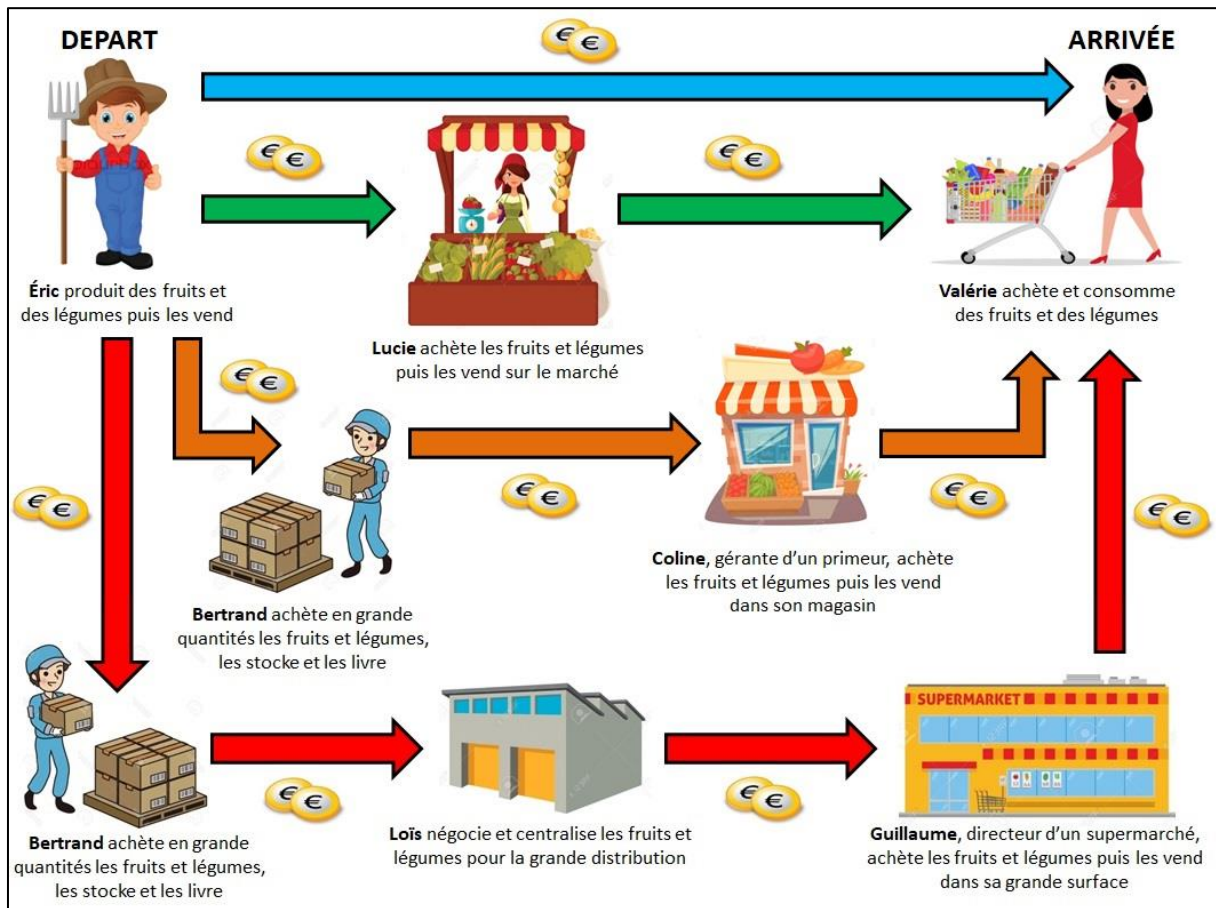 DEPART
ARRIVÉE
Éric produit des fruits et
des légumes puis les vend
Lucie achète les fruits et légumes
puis les vend sur le marché
Valérie achète et consomme
des fruits et des légumes
Bertrand achète en grande
quantités les fruits et légumes,
les stocke et les livre
Coline, gérante d'un primeur, achète
les fruits et légumes puis les vend
dans son magasin
SUPERMARKET
Bertrand achète en grande
quantités les fruits et légumes,
les stocke et les livre
Loïs négocie et centralise les fruits et
légumes pour la grande distribution
Guillaume, directeur d'un supermarché,
achète les fruits et légumes puis les vend
dans sa grande surface